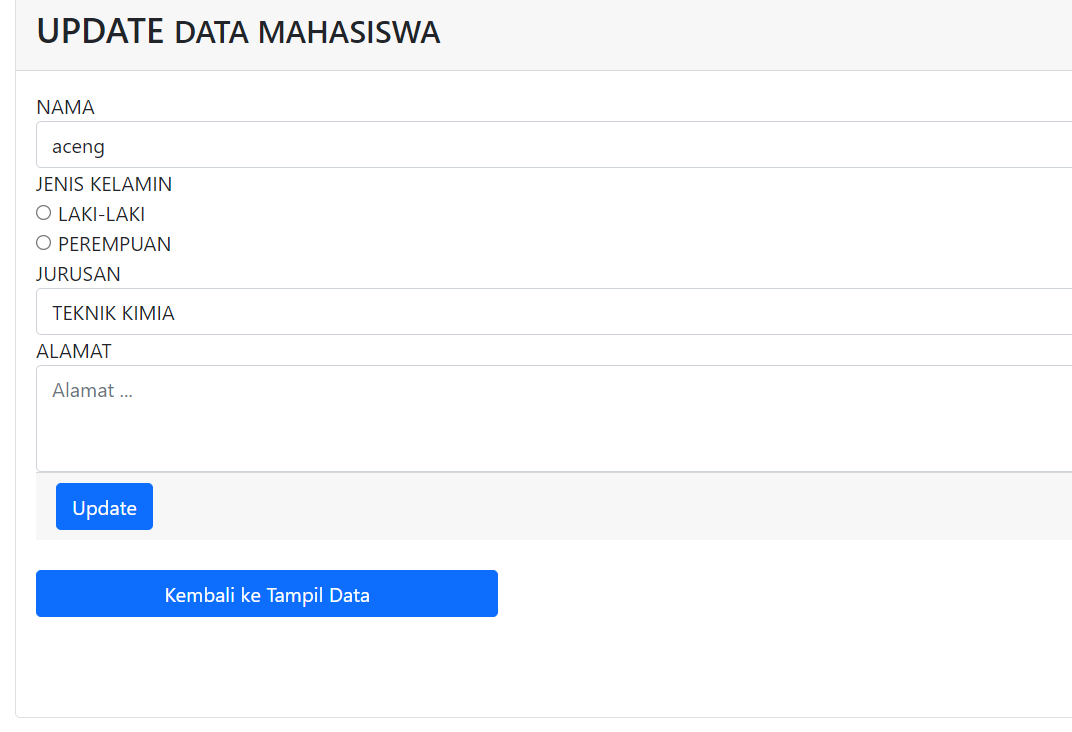 UPDATE DATA MAHASISWA
NAMA
aceng
JENIS KELAMIN
LAKI-LAKI
PEREMPUAN
JURUSAN
TEKNIK KIMIA
ALAMAT
Alamat ...
Update
Kembali ke Tampil Data